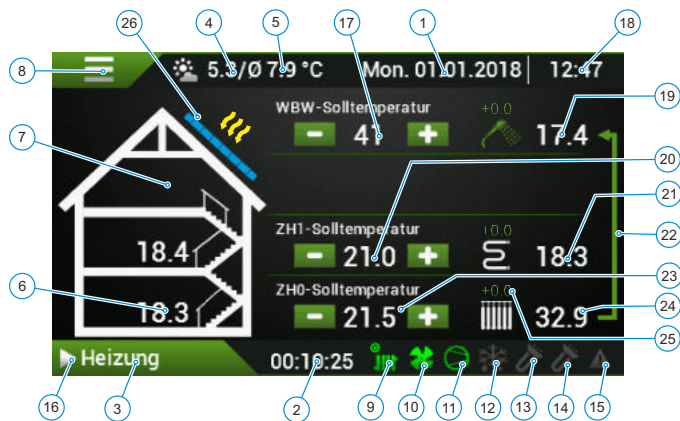 26 4 5 17 1 18
8
5.3/Ø 7.9 °C Mon. 01.01.2018 12:47
WBW-Solltemperatur +0.0
- 47 + 17.4
19
7
20
21
ZH1-Solltemperatur +0.0
18.4 - 21.0 + 18.3
22
23
ZH0-Solltemperatur +0.0
6 18.3 - 21.5 + 32.9
24
25
Heizung 00:10:25
16 3 2 9 10 11 12 13 14 15